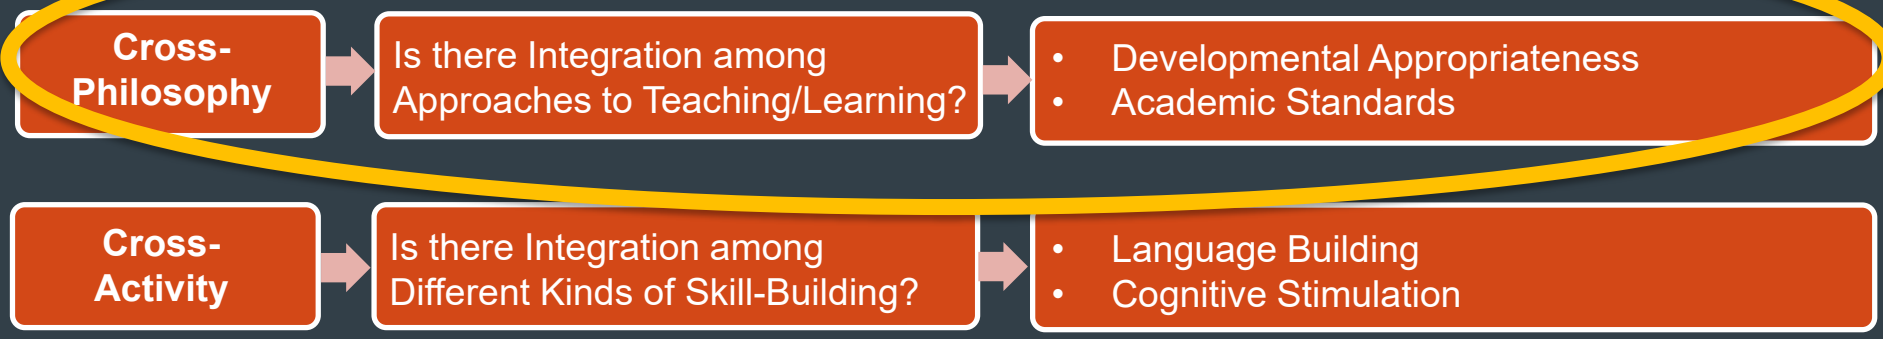 Cross-
Philosophy
Is there Integration among
Approaches to Teaching/Learning?
• Developmental Appropriateness
• Academic Standards
Cross-
Activity
Is there Integration among
Different Kinds of Skill-Building?
• Language Building
• Cognitive Stimulation